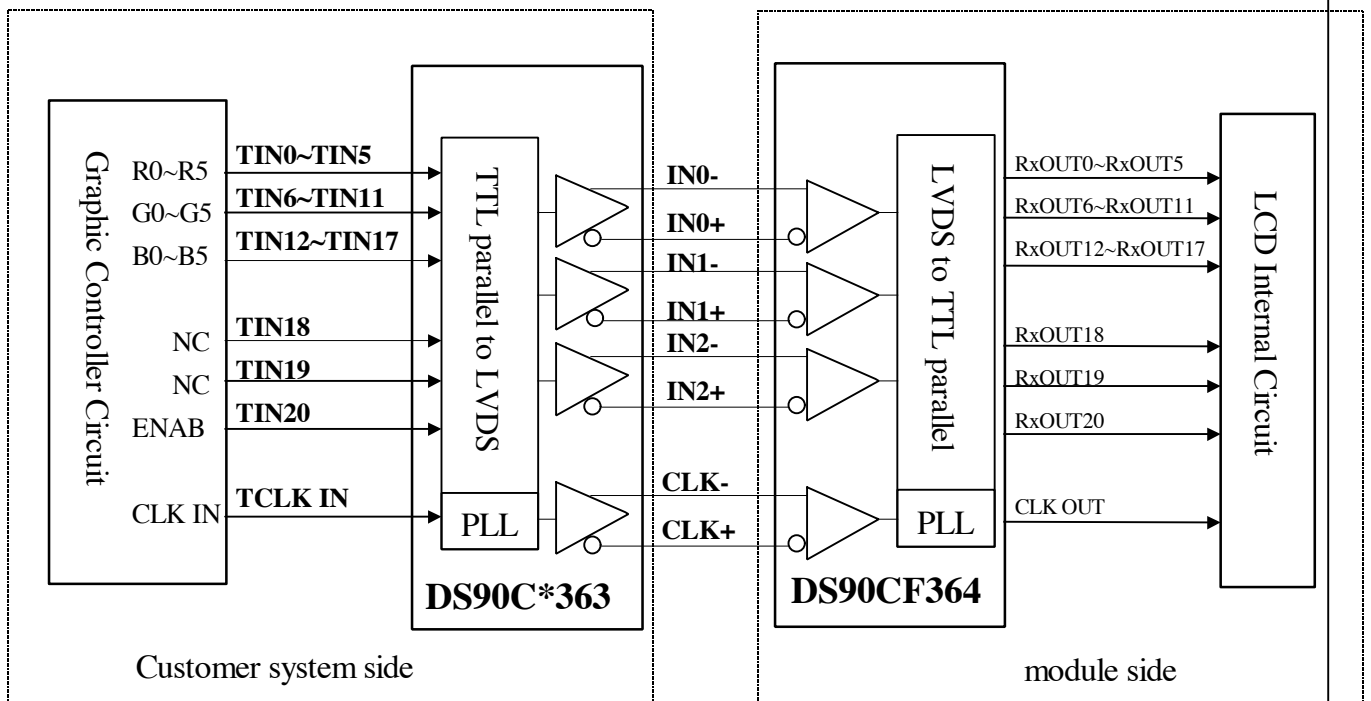 Graphic Controller Circuit
R0~R5
G0~G5
B0~B5
NC
NC
ENAB
CLK IN
TIN0~TIN5
TIN6~TIN11
TIN12~TIN17
TIN18
TIN19
TIN20
TCLK IN
TTL parallel to LVDS
PLL
DS90C*363
Customer system side
IN0-
IN0+
IN1-
IN1+
IN2-
IN2+
CLK-
CLK+
LVDS to TTL parallel
PLL
DS90CF364
RxOUT0~RxOUT5
RxOUT6~RxOUT11
RxOUT12~RxOUT17
RxOUT18
RxOUT19
RxOUT20
CLK OUT
LCD Internal Circuit
module side